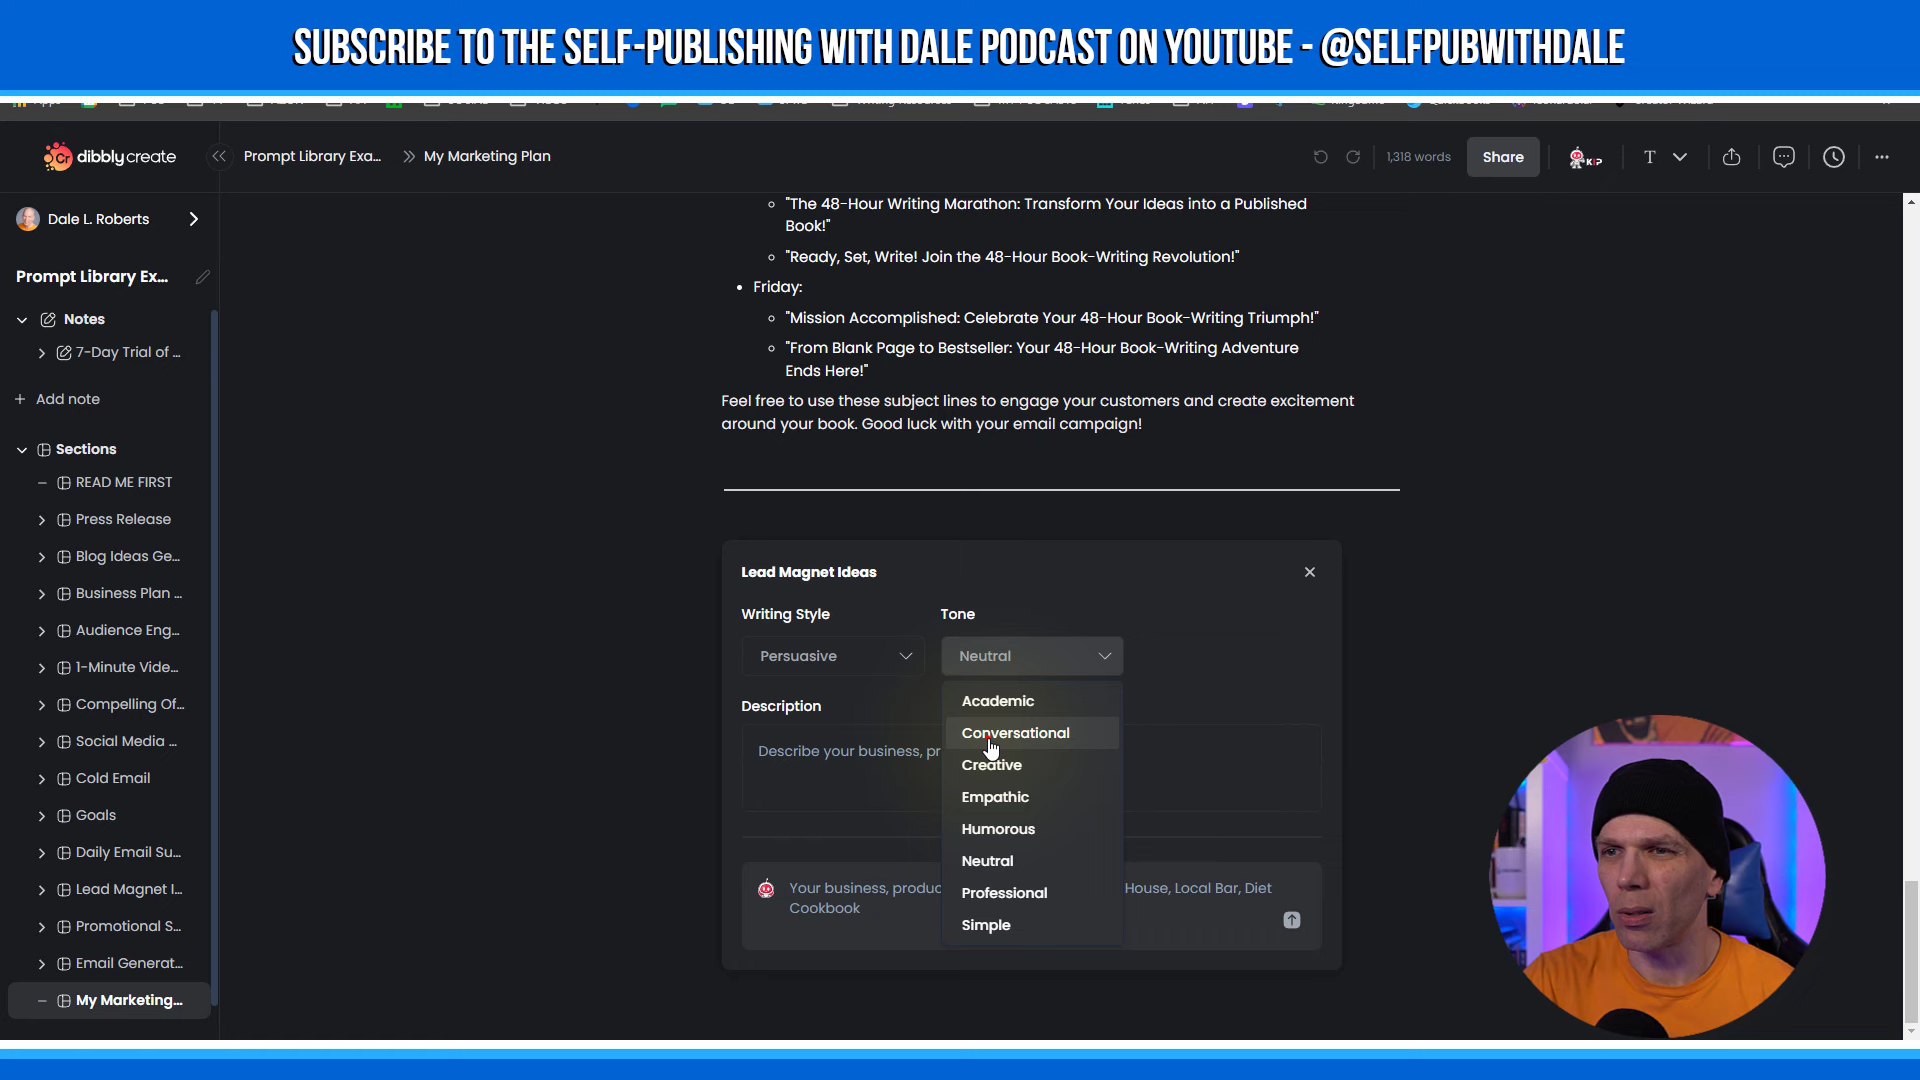 SUBSCRIBE TO THE SELF-PUBLISHING WITH DALE PODCAST ON YOUTUBE - @SELFPUBWITHDALE
Apps
Cr dibbly create
Prompt Library Exa...
My Marketing Plan
1,318 words
Share
KIP
T
Dale L. Roberts
Prompt Library Ex...
Notes
7-Day Trial of ...
+ Add note
Sections
READ ME FIRST
Press Release
Blog Ideas Ge...
Business Plan ...
Audience Eng...
1-Minute Vide...
Compelling Of...
Social Media ...
Cold Email
Goals
Daily Email Su...
Lead Magnet I...
Promotional S...
Email Generat...
My Marketing...
"The 48-Hour Writing Marathon: Transform Your Ideas into a Published
Book!"
"Ready, Set, Write! Join the 48-Hour Book-Writing Revolution!"
Friday:
"Mission Accomplished: Celebrate Your 48-Hour Book-Writing Triumph!"
"From Blank Page to Bestseller: Your 48-Hour Book-Writing Adventure
Ends Here!"
Feel free to use these subject lines to engage your customers and create excitement
around your book. Good luck with your email campaign!
Lead Magnet Ideas
Writing Style
Tone
Persuasive
Neutral
Description
Describe your business, pr
Academic
Conversational
Creative
Empathic
Humorous
Neutral
Professional
Simple
Your business, produc
House, Local Bar, Diet
Cookbook